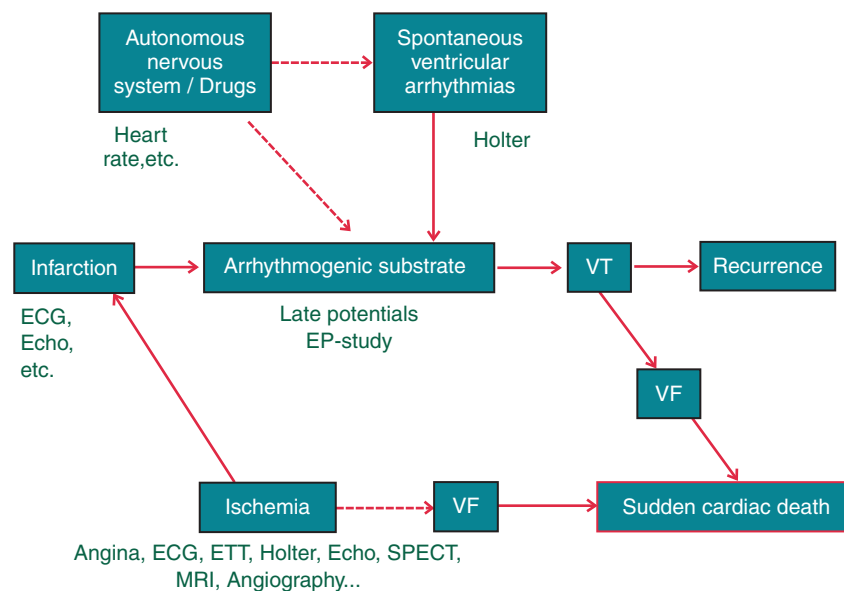 Autonomous
nervous
system / Drugs
Spontaneous
ventricular
arrhythmias
Heart
rate,etc.
Holter
Infarction
Arrhythmogenic substrate
VT
Recurrence
ECG,
Echo,
etc.
Late potentials
EP-study
VF
Ischemia
VF
Sudden cardiac death
Angina, ECG, ETT, Holter, Echo, SPECT,
MRI, Angiography...